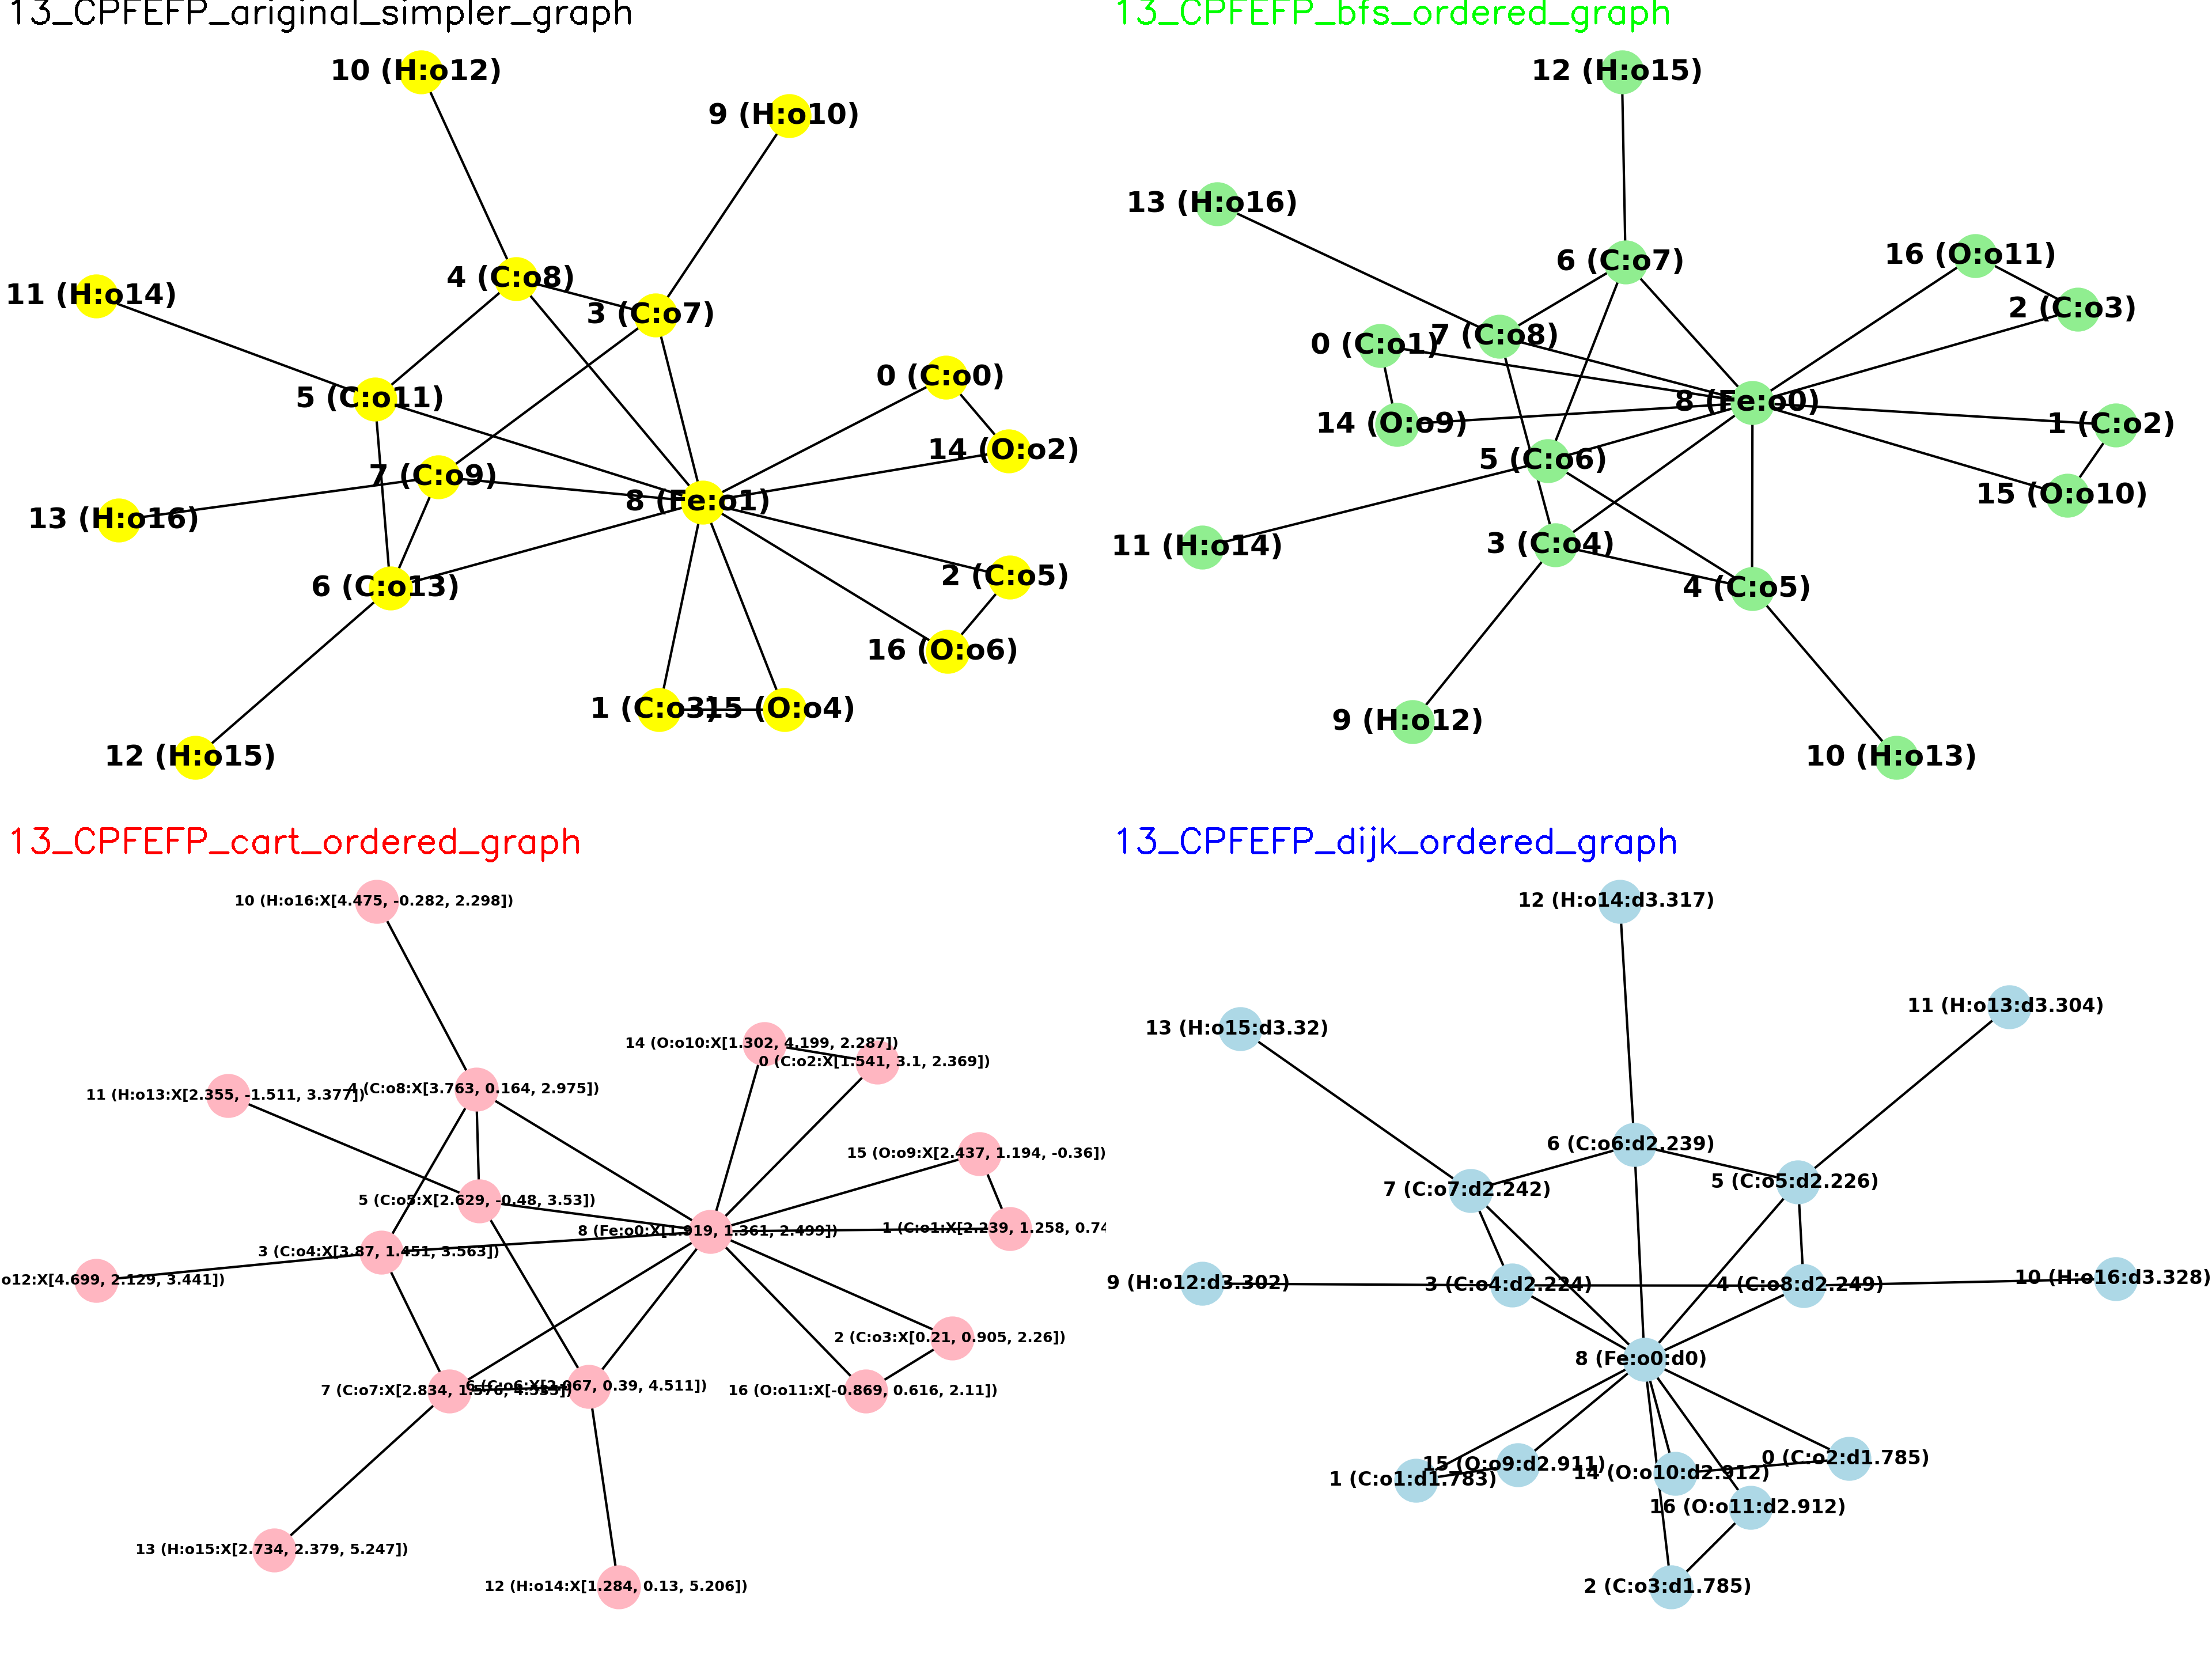 13_CPFEFP_ariginal_simpler_graph
10 (H:o12)
9 (H:o10)
4 (C:o8)
11 (H:o14)
3 (C:o7)
0 (C:o0)
5 (C:o11)
14 (O:o2)
7 (C:o9)
8 (Fe:o1)
13 (H:o16)
2 (C:o5)
6 (C:o13)
16 (O:o6)
1 (C:o3)
15 (O:o4)
12 (H:o15)
13_CPFEFP_bfs_ordered_graph
12 (H:o15)
13 (H:o16)
6 (C:o7)
16 (O:o11)
2 (C:o3)
7 (C:o8)
0 (C:o1)
8 (Fe:o0)
14 (O:o9)
1 (C:o2)
5 (C:o6)
15 (O:o10)
11 (H:o14)
3 (C:o4)
4 (C:o5)
9 (H:o12)
10 (H:o13)
13_CPFEFP_cart_ordered_graph
10 (H:o16:X[4.475, -0.282, 2.298])
14 (O:o10:X[1.302, 4.199, 2.287])
0 (C:o2:X[1.541, 3.1, 2.369])
4 (C:o8:X[3.763, 0.164, 2.975])
11 (H:o13:X[2.355, -1.511, 3.377])
15 (O:o9:X[2.437, 1.194, -0.36])
5 (C:o5:X[2.629, -0.48, 3.53])
8 (Fe:o0:X[1.919, 1.361, 2.499])
1 (C:o1:X[2.239, 1.258, 0.74
3 (C:o4:X[3.87, 1.451, 3.563])
o12:X[4.699, 2.129, 3.441])
2 (C:o3:X[0.21, 0.905, 2.26])
6 (C:o6:X[2.067, 0.39, 4.511])
7 (C:o7:X[2.834, 1.576, 4.533])
16 (O:o11:X[-0.869, 0.616, 2.11])
13 (H:o15:X[2.734, 2.379, 5.247])
12 (H:o14:X[1.284, 0.13, 5.206])
13_CPFEFP_dijk_ordered_graph
12 (H:o14:d3.317)
11 (H:o13:d3.304)
13 (H:o15:d3.32)
6 (C:o6:d2.239)
5 (C:o5:d2.226)
7 (C:o7:d2.242)
9 (H:o12:d3.302)
3 (C:o4:d2.224)
4 (C:o8:d2.249)
10 (H:o16:d3.328)
8 (Fe:o0:d0)
0 (C:o2:d1.785)
15 (O:o9:d2.911)
14 (O:o10:d2.912)
1 (C:o1:d1.783)
16 (O:o11:d2.912)
2 (C:o3:d1.785)